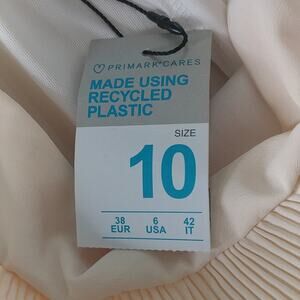 PRIMARK CARES
MADE USING
RECYCLED
PLASTIC
SIZE
10
38 6 42
EUR USA IT